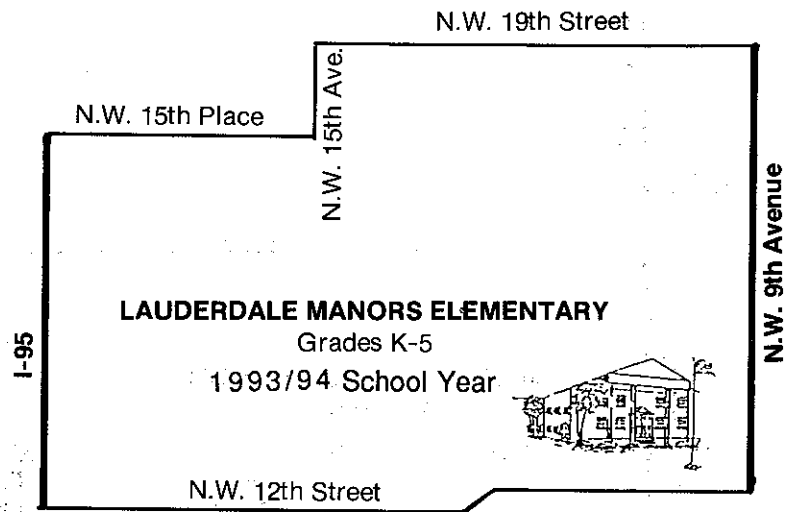 N.W. 19th Street
N.W. 15th Place
N.W. 15th Ave.
N.W. 9th Avenue
LAUDERDALE MANORS ELEMENTARY
Grades K-5
I-95
1993/94 School Year
N.W. 12th Street